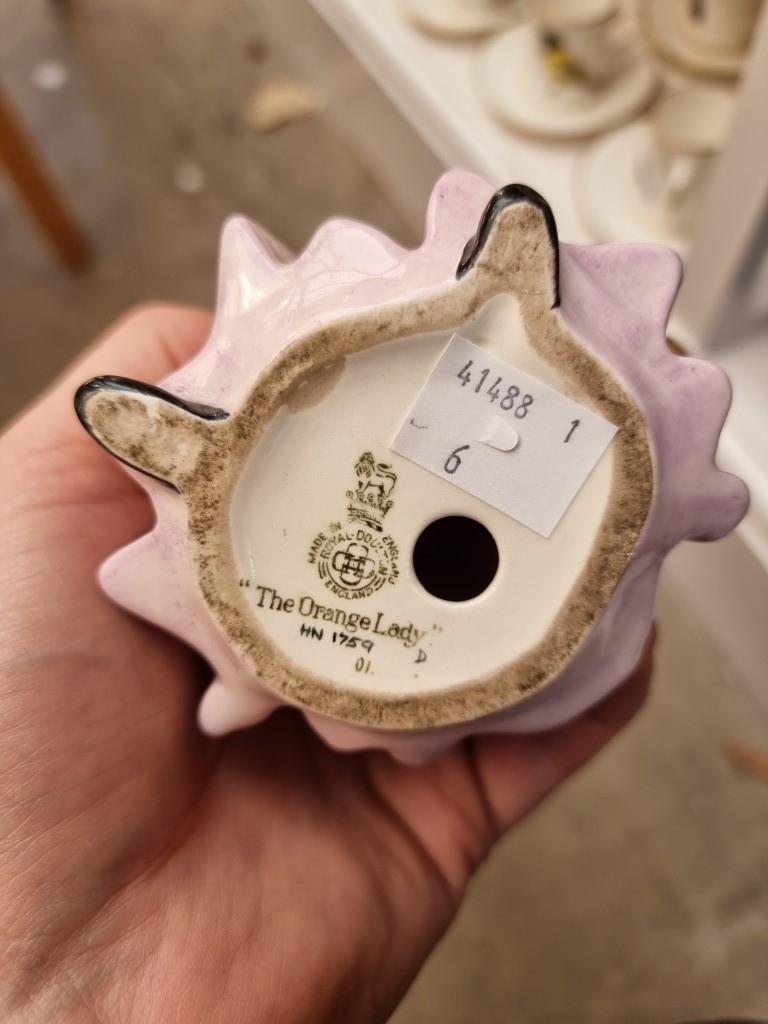 41488 1
6
MADE IN ENGLAND
ROYAL DOULTON
ENGLAND
"The Orange Lady"
HN 1759 D
01.